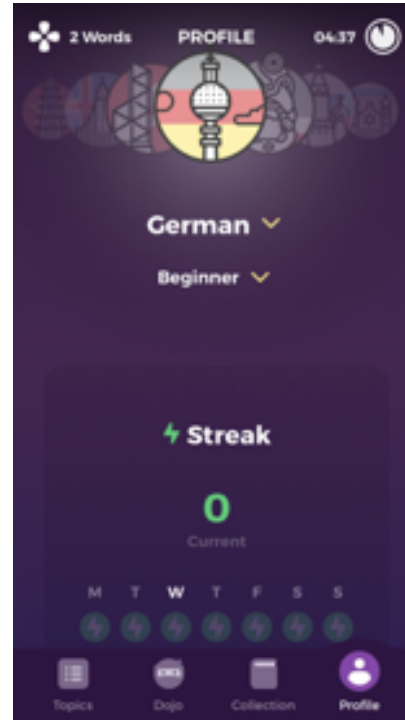 2 Words PROFILE 04:37
German
Beginner
Streak
0
Current
M T W T F S S
Topics Dojo Collection Profile